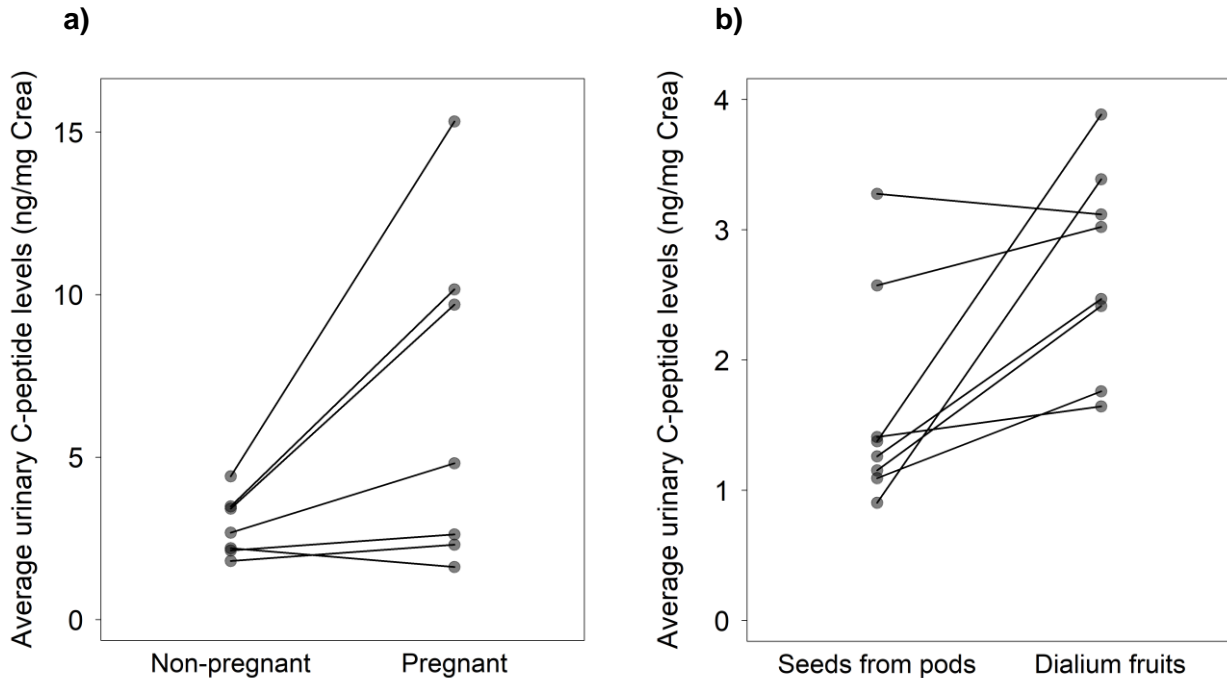 a)
Average urinary C-peptide levels (ng/mg Crea)
15
10
5
0
Non-pregnant Pregnant
b)
Average urinary C-peptide levels (ng/mg Crea)
4
3
2
1
0
Seeds from pods Dialium fruits